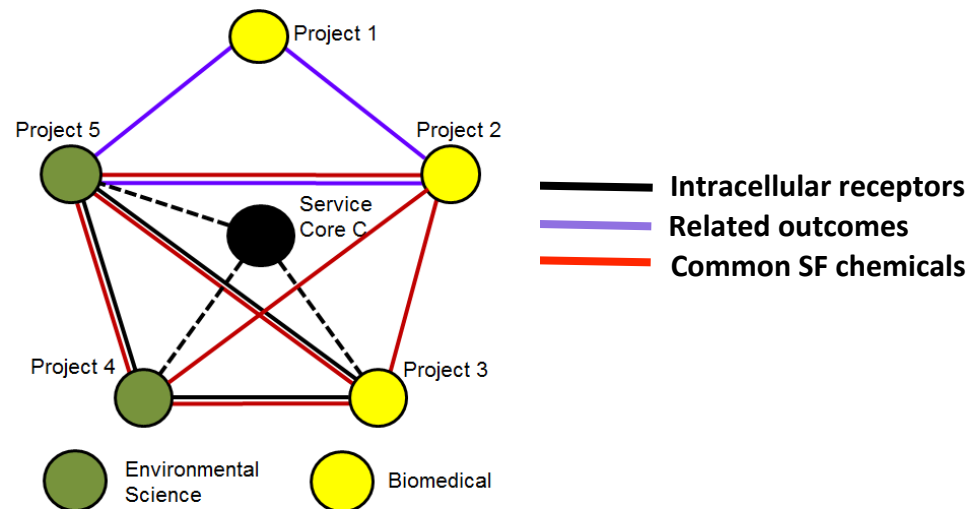 Project 1
Project 5
Project 2
Service
Core C
Project 4
Project 3
Environmental
Science
Biomedical
Intracellular receptors
Related outcomes
Common SF chemicals